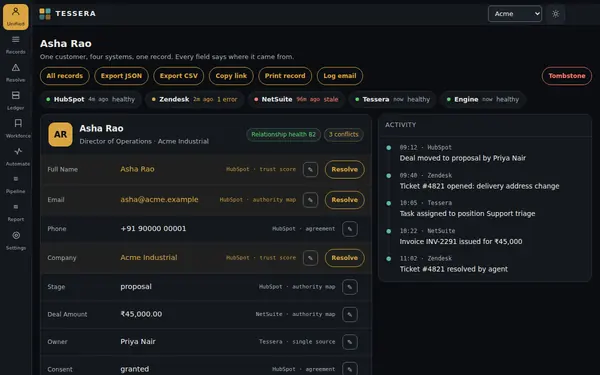 TESSERA
Acme
Unified
Records
Resolve
Ledger
Workforce
Automate
Pipeline
Report
Settings
Asha Rao
One customer, four systems, one record. Every field says where it came from.
All records
Export JSON
Export CSV
Copy link
Print record
Log email
Tombstone
HubSpot 4m ago healthy
Zendesk 2m ago 1 error
NetSuite 96m ago stale
Tessera now healthy
Engine now healthy
AR
Asha Rao
Director of Operations · Acme Industrial
Relationship health 82
3 conflicts
Full Name Asha Rao HubSpot · trust score Resolve
Email asha@acme.example HubSpot · authority map Resolve
Phone +91 90000 00001 HubSpot · agreement
Company Acme Industrial HubSpot · trust score Resolve
Stage proposal HubSpot · authority map
Deal Amount ₹45,000.00 NetSuite · authority map
Owner Priya Nair Tessera · single source
Consent granted HubSpot · agreement
ACTIVITY
09:12 · HubSpot
Deal moved to proposal by Priya Nair
09:40 · Zendesk
Ticket #4821 opened: delivery address change
10:05 · Tessera
Task assigned to position Support triage
10:22 · NetSuite
Invoice INV-2291 issued for ₹45,000
11:02 · Zendesk
Ticket #4821 resolved by agent